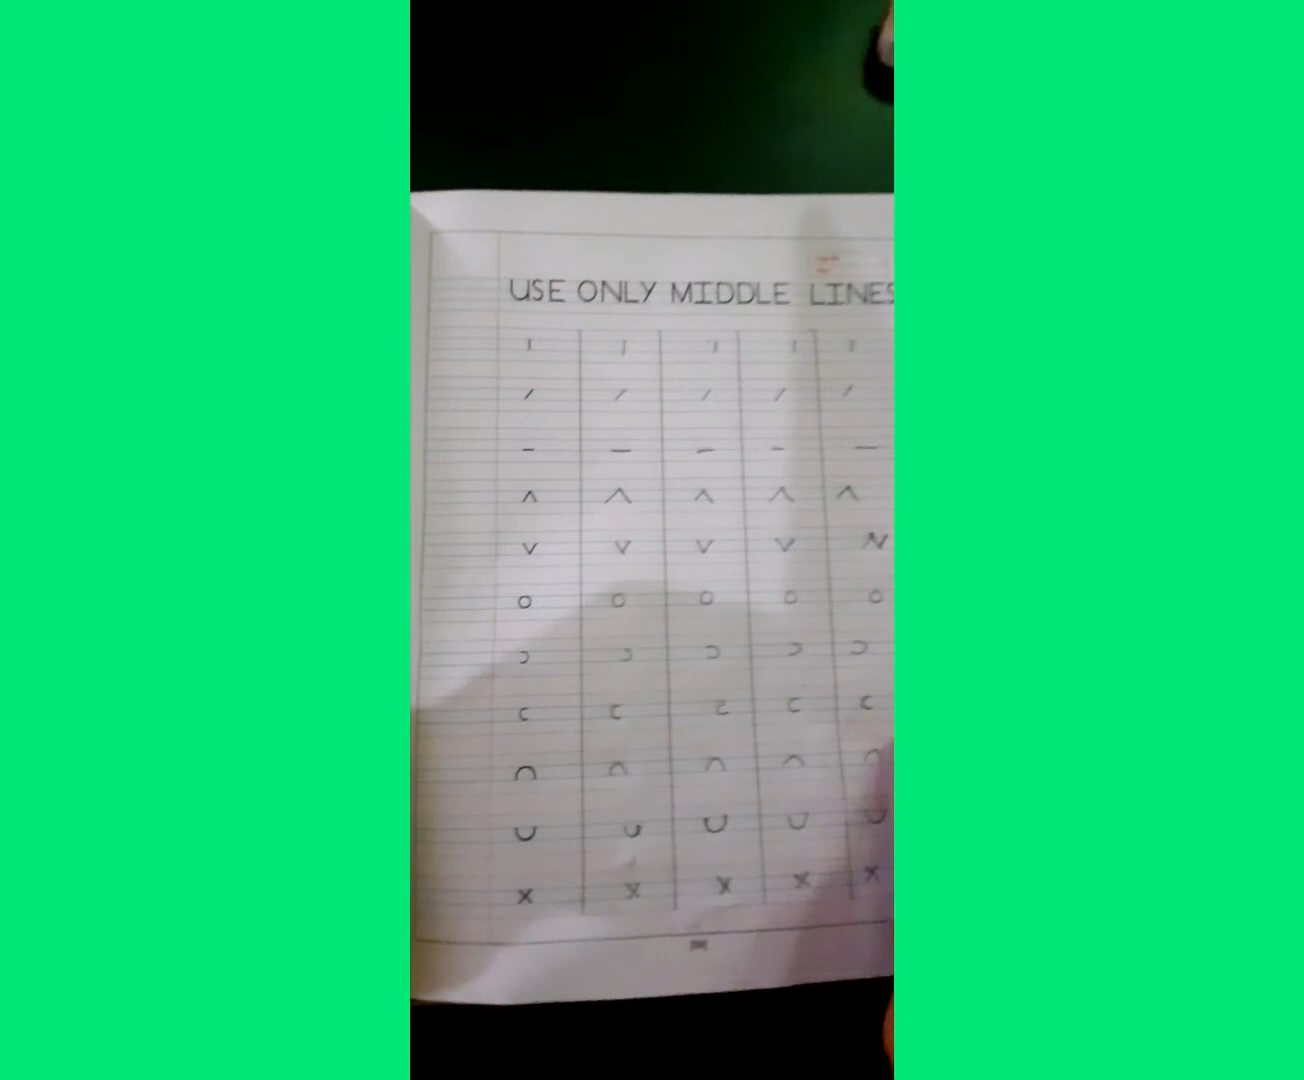 USE ONLY MIDDLE LINES
ı ı ı ı ı
/ / / / /
- — - - —
ʌ ʌ ʌ ʌ ʌ
v v v v N
o o o o o
ↄ ↄ ↄ ↄ ↄ
c c c c c
∩ ∩ ∩ ∩ ∩
∪ ∪ ∪ ∪ ∪
x x x x x